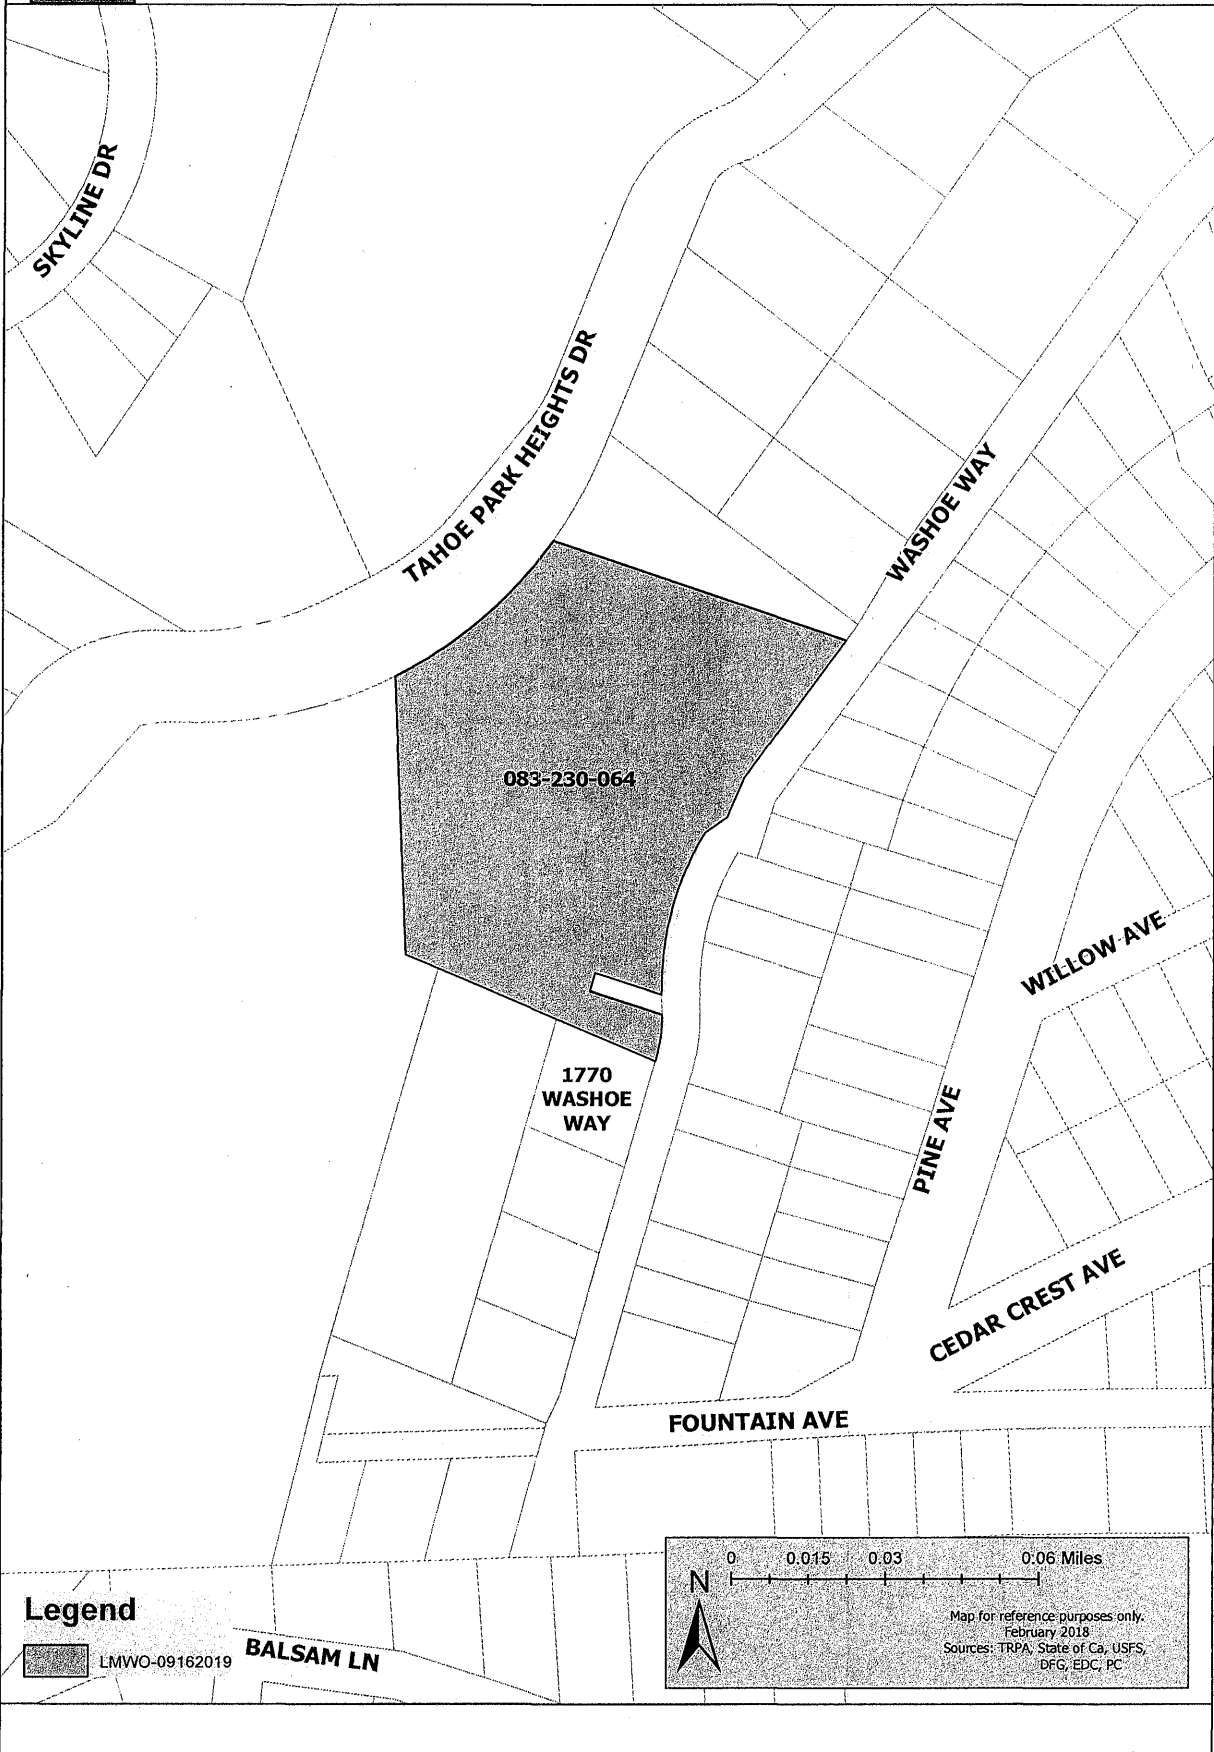 SKYLINE DR
TAHOE PARK HEIGHTS DR
WASHOE WAY
083-230-064
WILLOW AVE
1770
WASHOE
WAY
PINE AVE
CEDAR CREST AVE
FOUNTAIN AVE
0 0.015 0.03 0.06 Miles
N
Map for reference purposes only.
February 2018
Sources: TRPA, State of Ca, USFS,
DFG, EDC, PC
Legend
LMWO-09162019
BALSAM LN